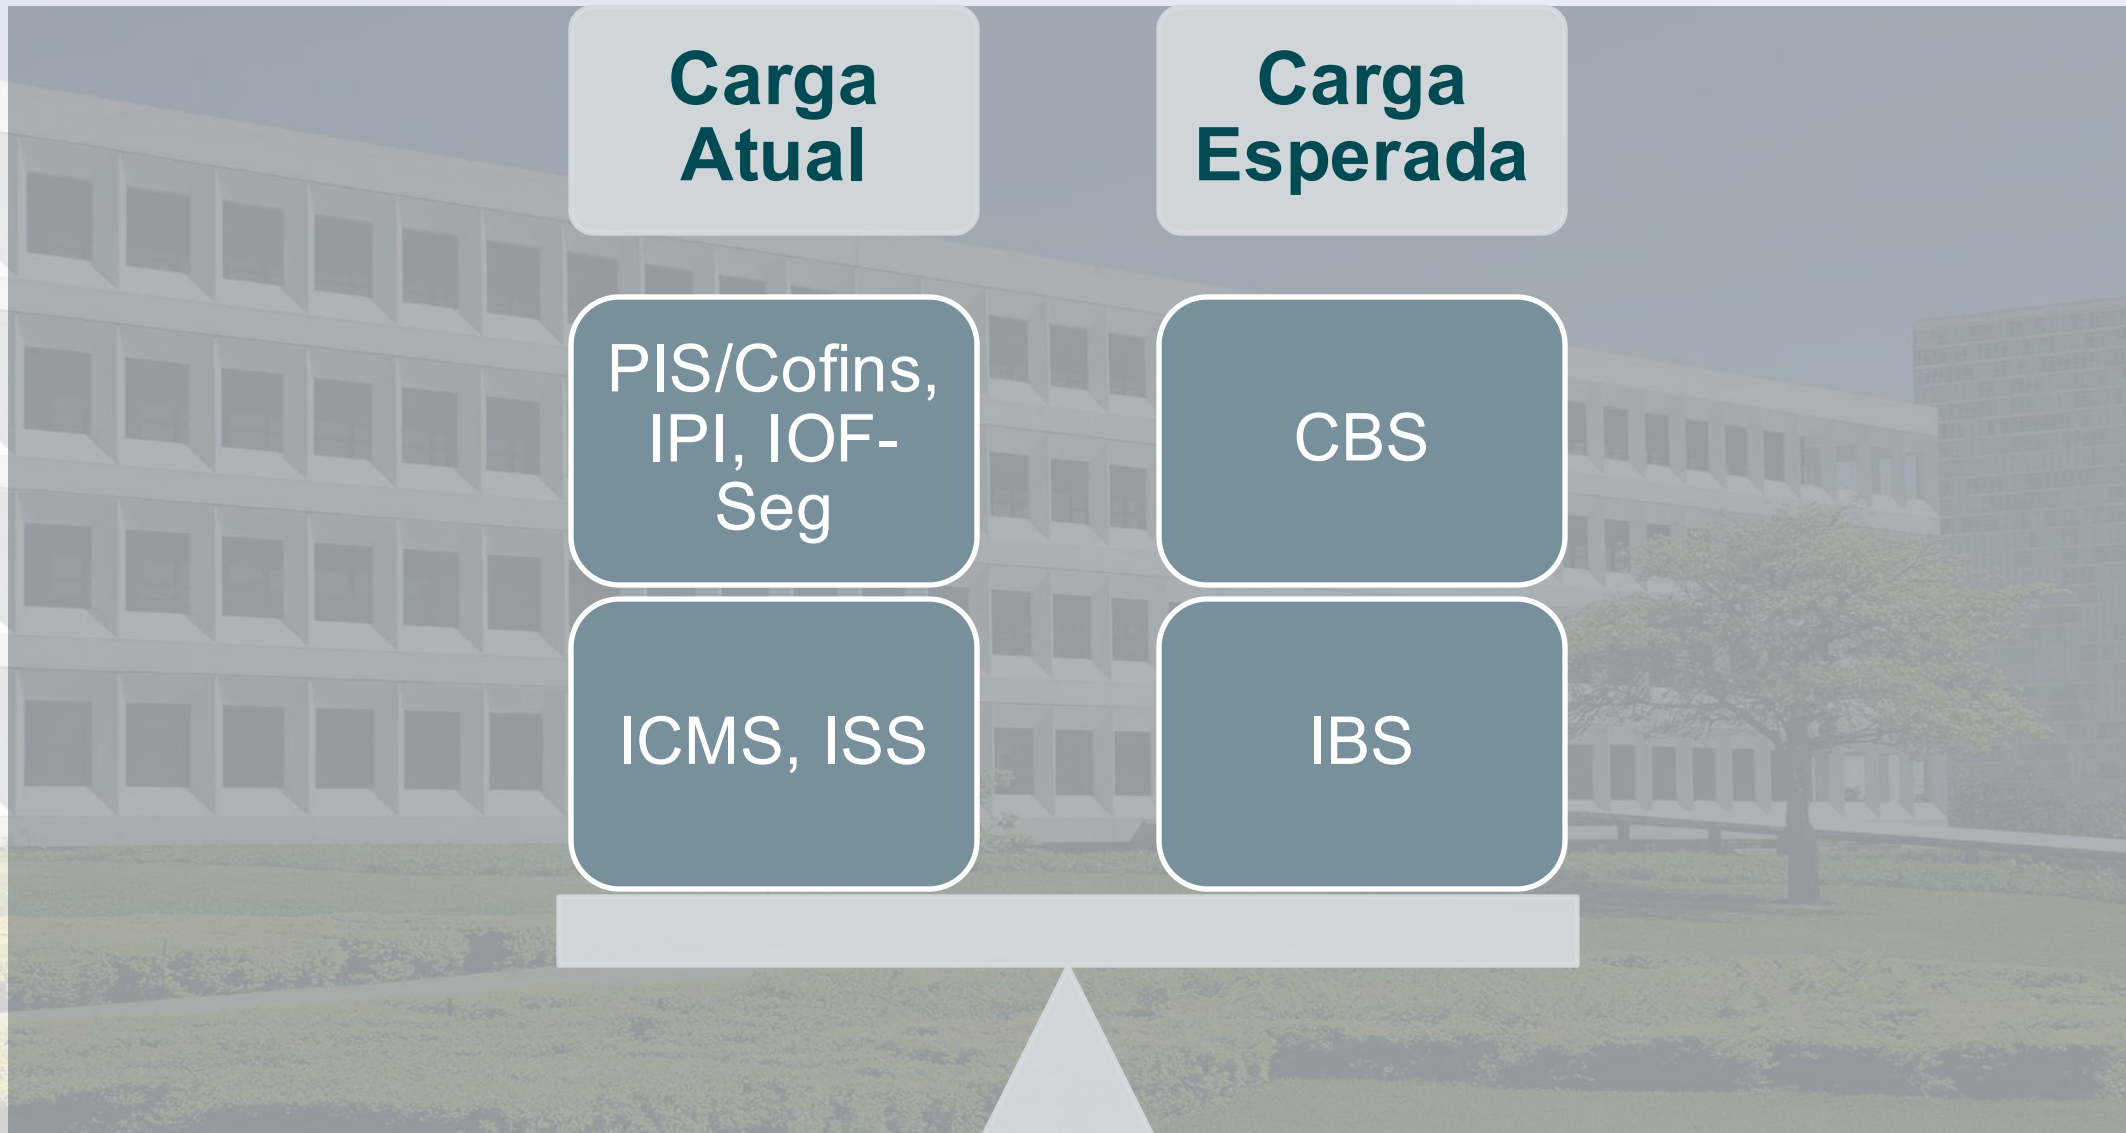 Carga
Atual
Carga
Esperada
PIS/Cofins,
IPI, IOF-
Seg
CBS
ICMS, ISS
IBS